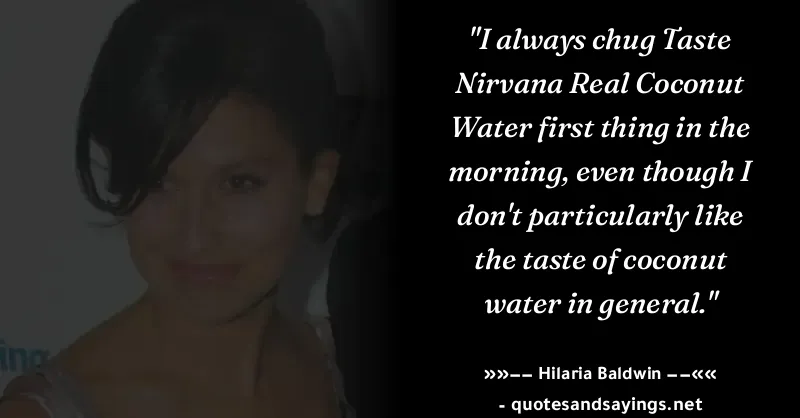 "I always chug Taste
Nirvana Real Coconut
Water first thing in the
morning, even though I
don't particularly like
the taste of coconut
water in general."
»»–– Hilaria Baldwin ––««
- quotesandsayings.net
ing